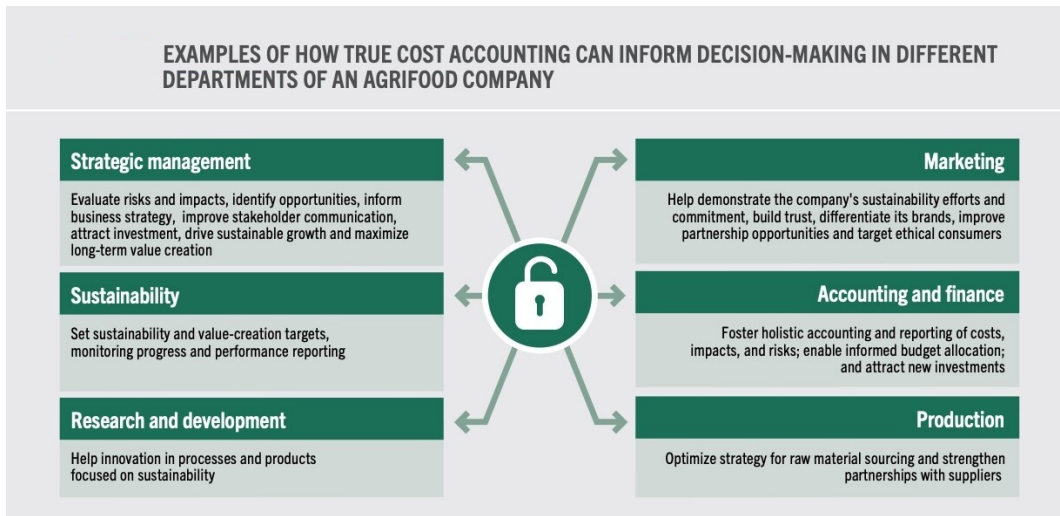 EXAMPLES OF HOW TRUE COST ACCOUNTING CAN INFORM DECISION-MAKING IN DIFFERENT
DEPARTMENTS OF AN AGRIFOOD COMPANY
Strategic management
Evaluate risks and impacts, identify opportunities, inform
business strategy, improve stakeholder communication,
attract investment, drive sustainable growth and maximize
long-term value creation
Sustainability
Set sustainability and value-creation targets,
monitoring progress and performance reporting
Research and development
Help innovation in processes and products
focused on sustainability
Marketing
Help demonstrate the company's sustainability efforts and
commitment, build trust, differentiate its brands, improve
partnership opportunities and target ethical consumers
Accounting and finance
Foster holistic accounting and reporting of costs,
impacts, and risks; enable informed budget allocation;
and attract new investments
Production
Optimize strategy for raw material sourcing and strengthen
partnerships with suppliers